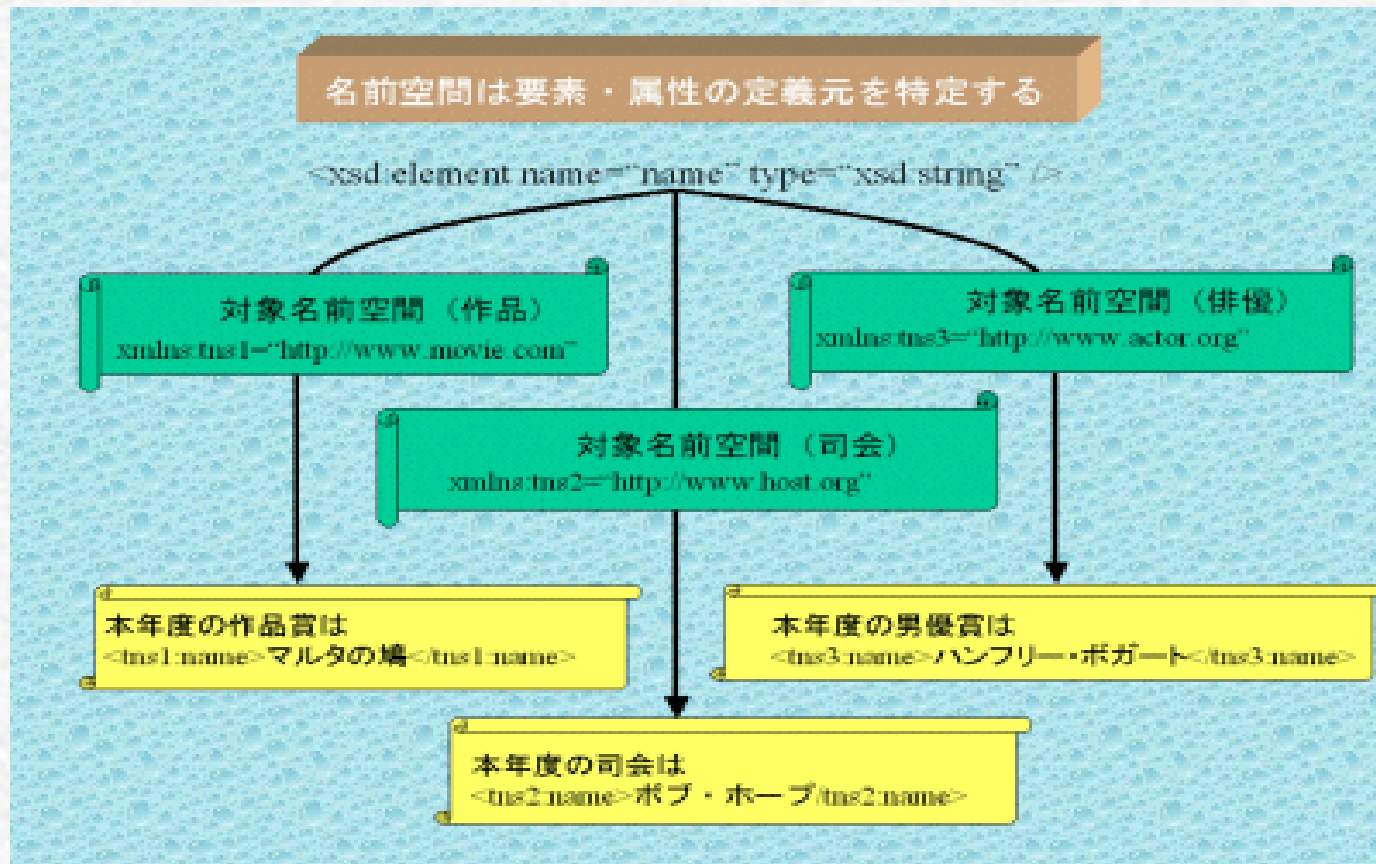 名前空間は要素・属性の定義元を特定する
<xsd:element name=“name” type=“xsd:string” />
対象名前空間（作品）
xmlns:tns1=“http://www.movie.com”
対象名前空間（俳優）
xmlns:tns3=“http://www.actor.org”
対象名前空間（司会）
xmlns:tns2=“http://www.host.org”
本年度の作品賞は
<tns1:name>マルタの鳩</tns1:name>
本年度の男優賞は
<tns3:name>ハンフリー・ボガート</tns3:name>
本年度の司会は
<tns2:name>ボブ・ホープ/tns2:name>